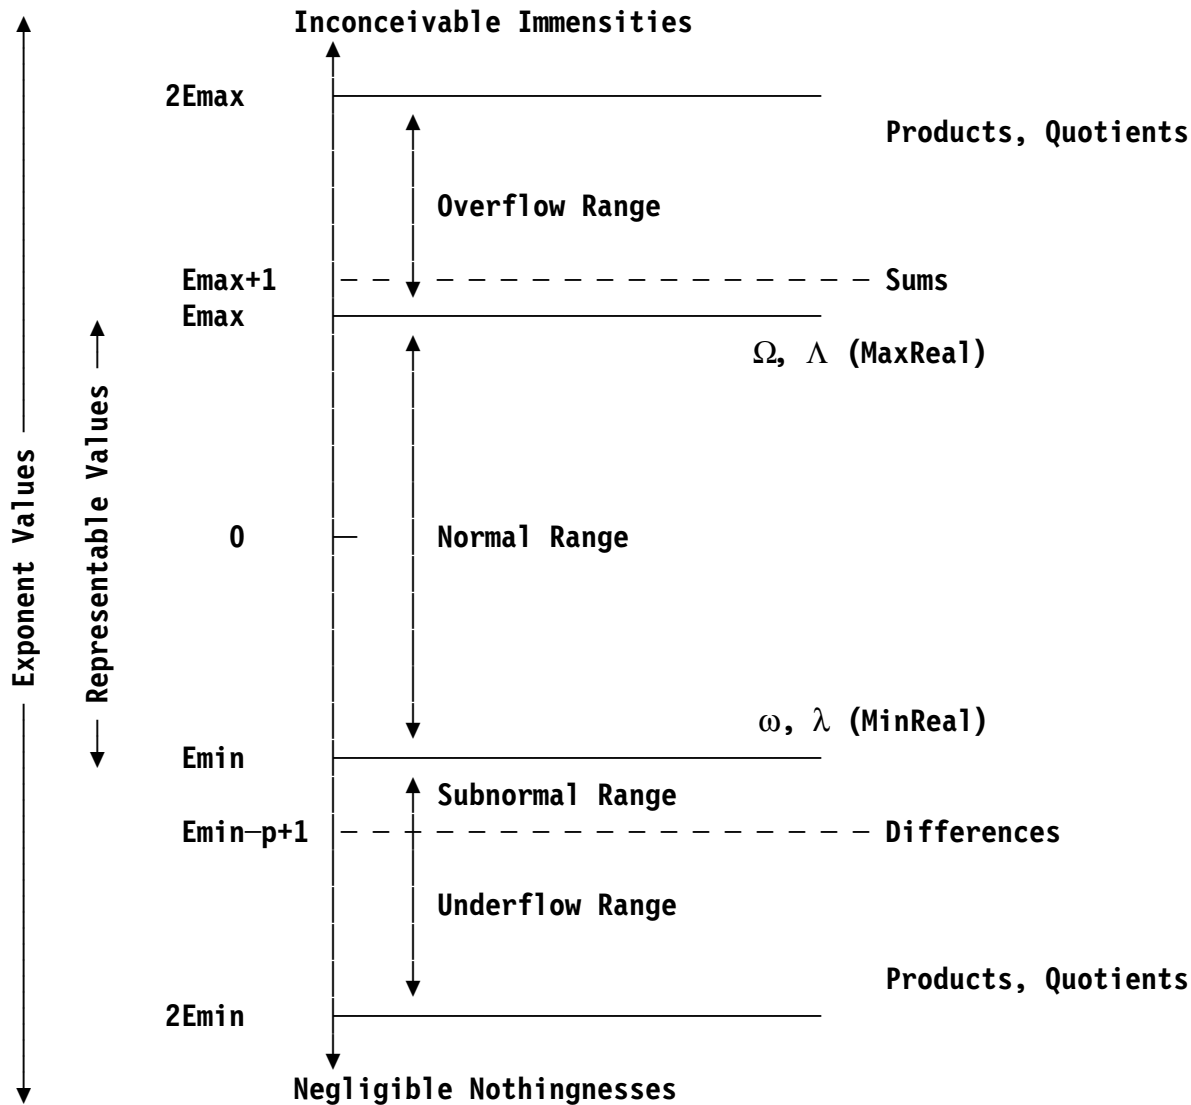 Inconceivable Immensities
2Emax
Products, Quotients
Overflow Range
Emax+1
Sums
Emax
Ω, Λ (MaxReal)
Exponent Values
Representable Values
0
Normal Range
ω, λ (MinReal)
Emin
Subnormal Range
Emin−p+1
Differences
Underflow Range
Products, Quotients
2Emin
Negligible Nothingnesses